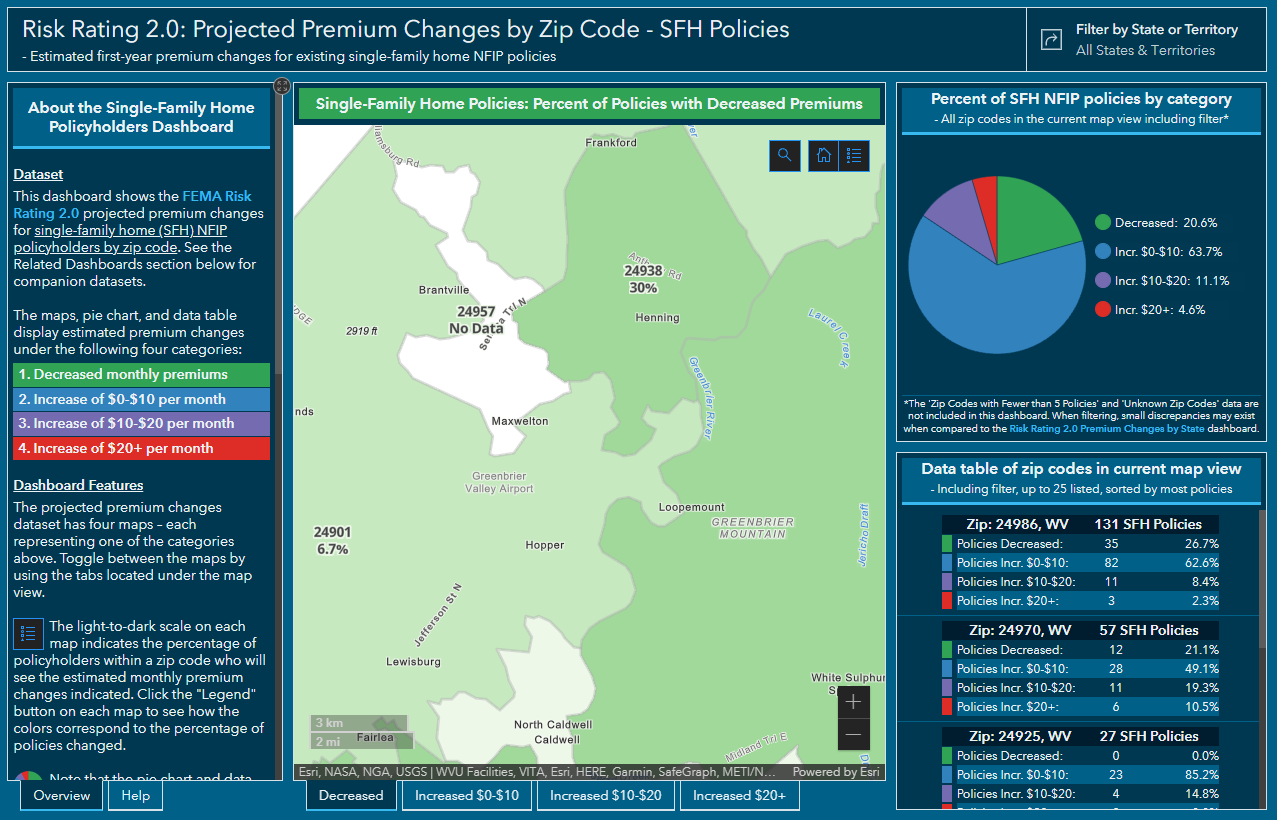 Risk Rating 2.0: Projected Premium Changes by Zip Code - SFH Policies
- Estimated first-year premium changes for existing single-family home NFIP policies
Filter by State or Territory
All States & Territories
About the Single-Family Home
Policyholders Dashboard
Dataset
This dashboard shows the FEMA Risk
Rating 2.0 projected premium changes
for single-family home (SFH) NFIP
policyholders by zip code. See the
Related Dashboards section below for
companion datasets.
The maps, pie chart, and data table
display estimated premium changes
under the following four categories:
1. Decreased monthly premiums
2. Increase of $0-$10 per month
3. Increase of $10-$20 per month
4. Increase of $20+ per month
Dashboard Features
The projected premium changes
dataset has four maps – each
representing one of the categories
above. Toggle between the maps by
using the tabs located under the map
view.
The light-to-dark scale on each
map indicates the percentage of
policyholders within a zip code who will
see the estimated monthly premium
changes indicated. Click the "Legend"
button on each map to see how the
colors correspond to the percentage of
policies changed.
Note that the pie chart and data
Overview
Help
Single-Family Home Policies: Percent of Policies with Decreased Premiums
Frankford
24938
30%
Brantville
24957
No Data
Henning
2919 ft
Laurel Creek
Greenbrier River
nds
Maxwelton
Greenbrier
Valley Airport
Loopemount
GREENBRIER
MOUNTAIN
24901
6.7%
Hopper
Jericho Draft
Jefferson St N
Lewisburg
White Sulphur
North Caldwell
Caldwell
Midland Trl E
3 km
2 mi
Fairlea
Esri, NASA, NGA, USGS | WVU Facilities, VITA, Esri, HERE, Garmin, SafeGraph, METI/N...
Powered by Esri
Decreased
Increased $0-$10
Increased $10-$20
Increased $20+
Percent of SFH NFIP policies by category
- All zip codes in the current map view including filter*
Decreased: 20.6%
Incr. $0-$10: 63.7%
Incr. $10-$20: 11.1%
Incr. $20+: 4.6%
*The 'Zip Codes with Fewer than 5 Policies' and 'Unknown Zip Codes' data are
not included in this dashboard. When filtering, small discrepancies may exist
when compared to the Risk Rating 2.0 Premium Changes by State dashboard.
Data table of zip codes in current map view
- Including filter, up to 25 listed, sorted by most policies
Zip: 24986, WV 131 SFH Policies
Policies Decreased: 35 26.7%
Policies Incr. $0-$10: 82 62.6%
Policies Incr. $10-$20: 11 8.4%
Policies Incr. $20+: 3 2.3%
Zip: 24970, WV 57 SFH Policies
Policies Decreased: 12 21.1%
Policies Incr. $0-$10: 28 49.1%
Policies Incr. $10-$20: 11 19.3%
Policies Incr. $20+: 6 10.5%
Zip: 24925, WV 27 SFH Policies
Policies Decreased: 0 0.0%
Policies Incr. $0-$10: 23 85.2%
Policies Incr. $10-$20: 4 14.8%